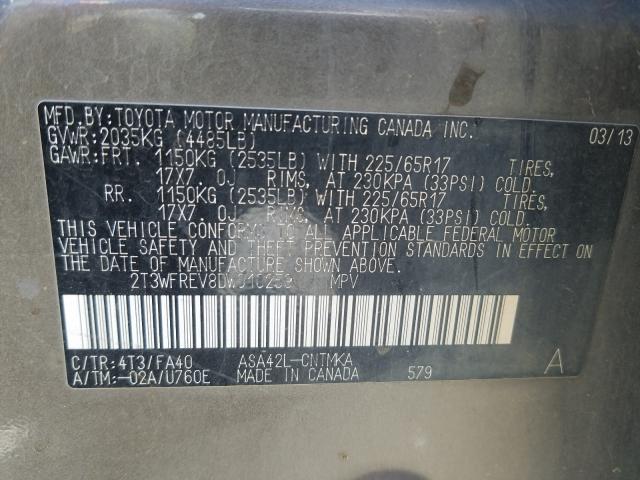 MFD.BY:TOYOTA MOTOR MANUFACTURING CANADA INC. 03/13
GVWR:2035KG (4485LB)
GAWR:FRT. 1150KG (2535LB) WITH 225/65R17 TIRES,
17X7.0J RIMS, AT 230KPA (33PSI) COLD.
RR. 1150KG (2535LB) WITH 225/65R17 TIRES,
17X7.0J RIMS, AT 230KPA (33PSI) COLD.
THIS VEHICLE CONFORMS TO ALL APPLICABLE FEDERAL MOTOR
VEHICLE SAFETY AND THEFT PREVENTION STANDARDS IN EFFECT ON
THE DATE OF MANUFACTURE SHOWN ABOVE.
MPV
C/TR:4T3/FA40 ASA42L-CNTMKA
A/TM:-02A/U760E MADE IN CANADA 579 A